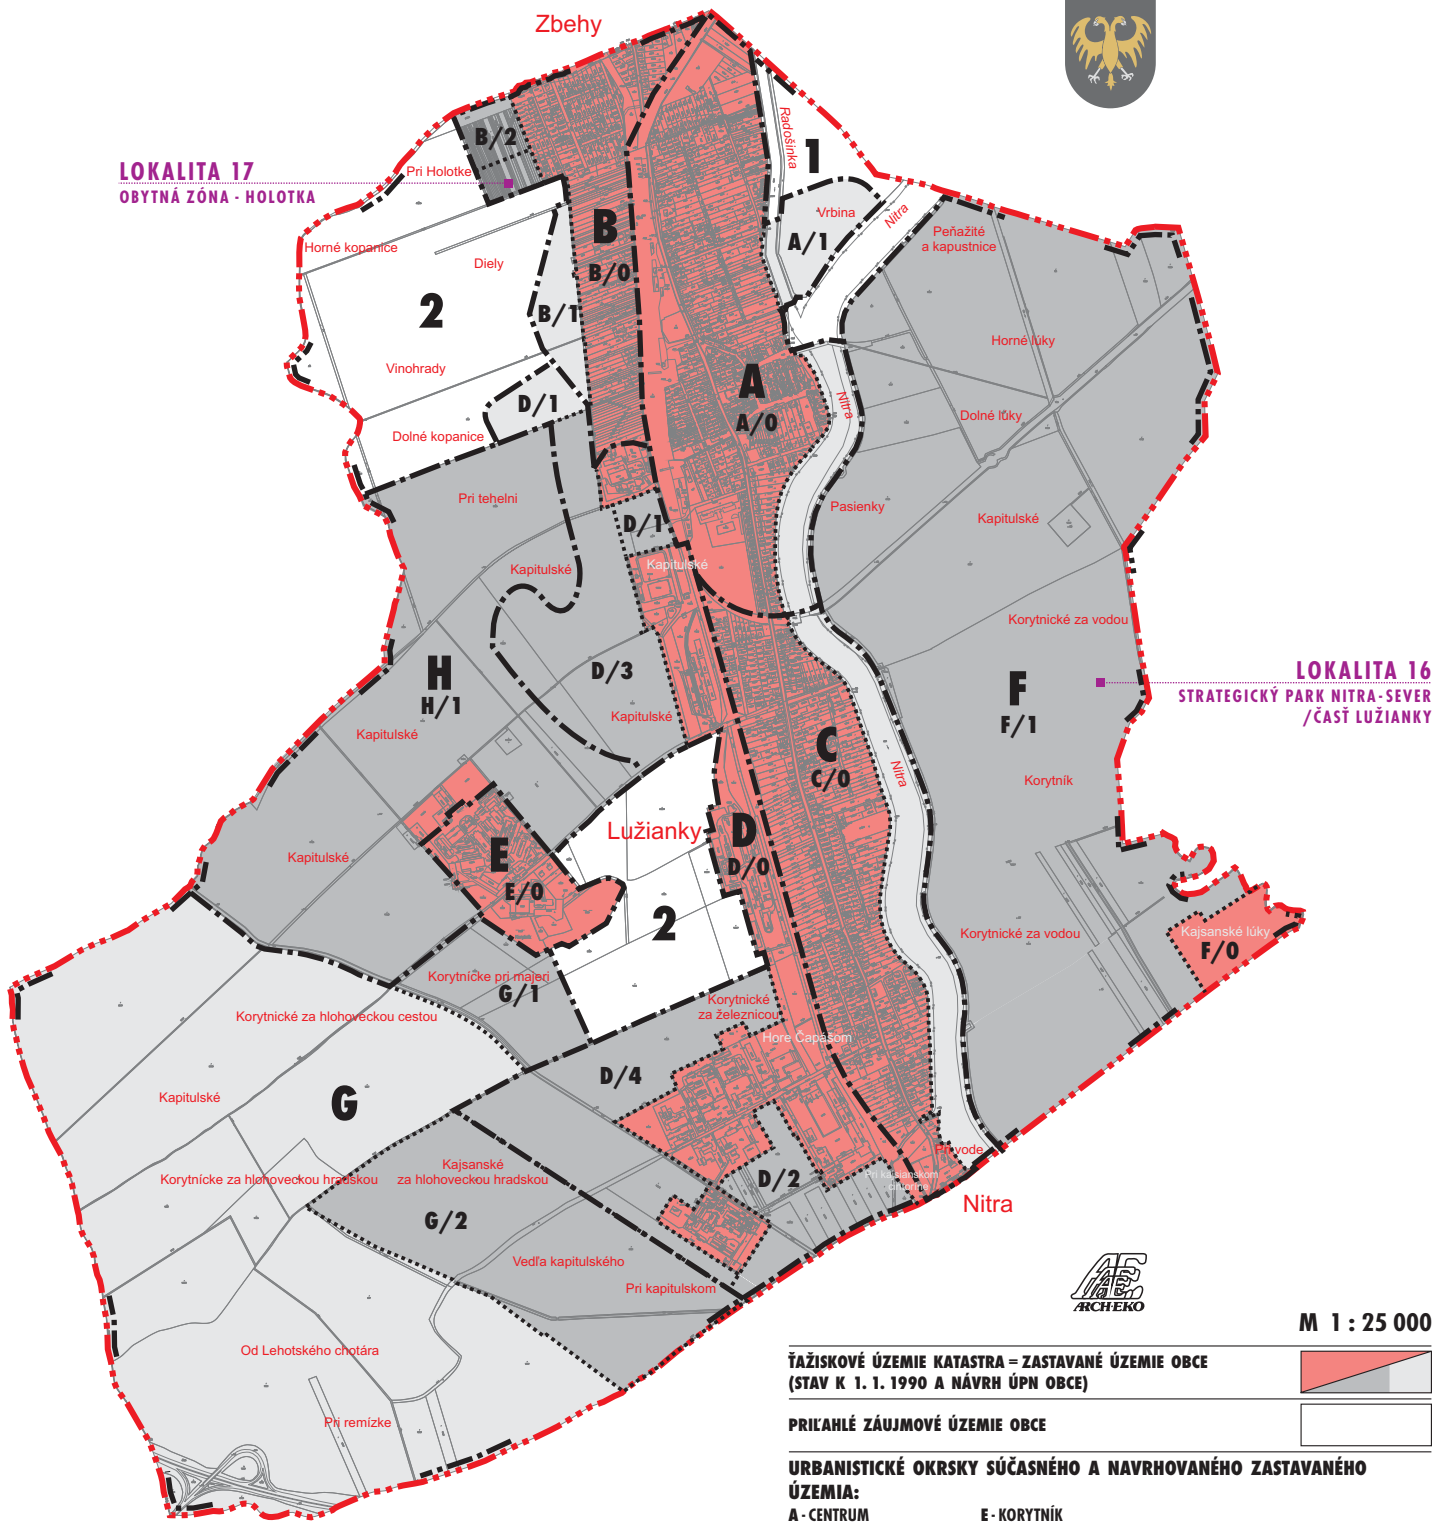 Zbehy
LOKALITA 17
OBYTNÁ ZÓNA - HOLOTKA
B/2
Pri Holotke
Radošinka
1
Vrbina
A/1
Nitra
Peňažité
a kapustnice
B
B/0
Horné kopanice
Diely
2
B/1
Vinohrady
Horné lúky
A
A/0
Nitra
D/1
Dolné lúky
Dolné kopanice
Pri tehelni
Pasienky
Kapitulské
D/1
Kapitulské
Kapitulské
Korytnické za vodou
H
H/1
D/3
Kapitulské
Kapitulské
F
F/1
LOKALITA 16
STRATEGICKÝ PARK NITRA-SEVER
/ČASŤ LUŽIANKY
C
C/0
Nitra
Korytník
Lužianky
D
D/0
Kapitulské
E
E/0
2
Korytnické za vodou
Kajsanské lúky
F/0
Korytnícke pri majeri
G/1
Korytnické
za železnicou
Korytnické za hlohoveckou cestou
Hore Čapášom
D/4
Kapitulské
G
Pri vode
Korytnícke za hlohoveckou hradskou
Kajsanské
za hlohoveckou hradskou
D/2
Pri kajsianskom
cintoríne
Nitra
G/2
Vedľa kapitulského
Pri kapitulskom
Od Lehotského chotára
Pri remízke
ARCH-EKO
M 1 : 25 000
ŤAŽISKOVÉ ÚZEMIE KATASTRA = ZASTAVANÉ ÚZEMIE OBCE
(STAV K 1. 1. 1990 A NÁVRH ÚPN OBCE)
PRIĽAHLÉ ZÁUJMOVÉ ÚZEMIE OBCE
URBANISTICKÉ OKRSKY SÚČASNÉHO A NAVRHOVANÉHO ZASTAVANÉHO
ÚZEMIA:
A - CENTRUM
E - KORYTNÍK